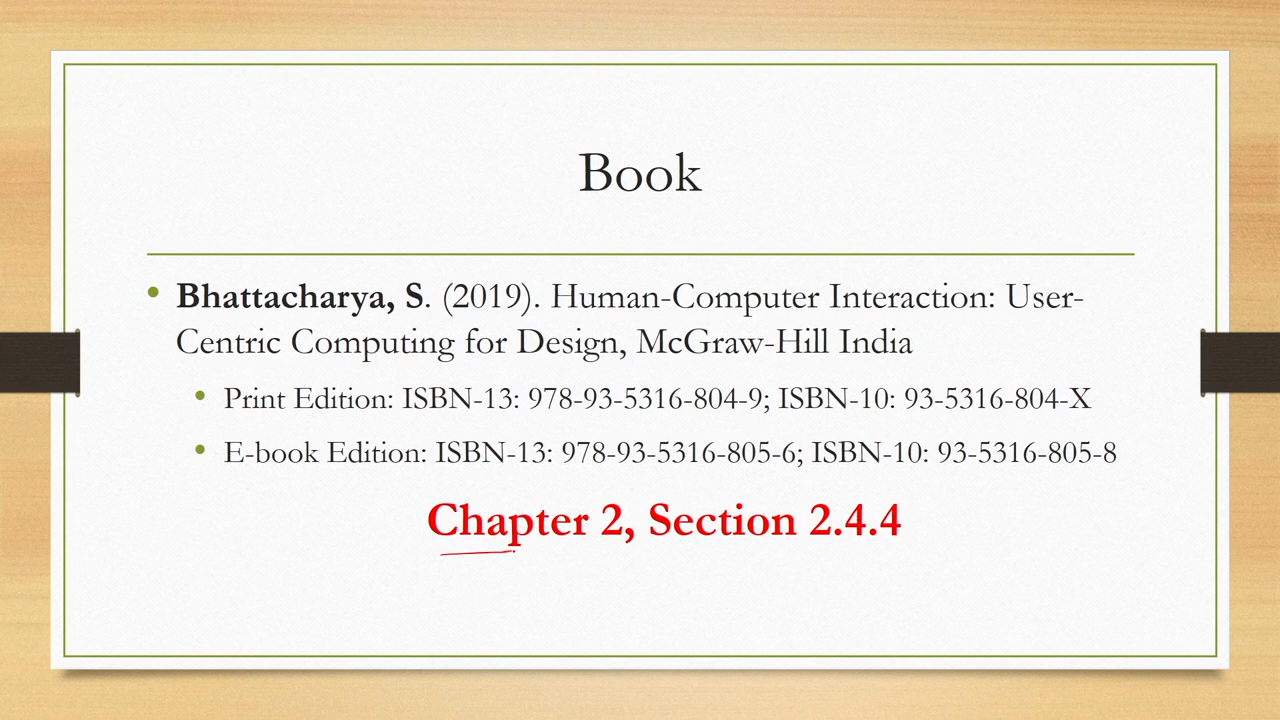 Book
• Bhattacharya, S. (2019). Human-Computer Interaction: User-
Centric Computing for Design, McGraw-Hill India
• Print Edition: ISBN-13: 978-93-5316-804-9; ISBN-10: 93-5316-804-X
• E-book Edition: ISBN-13: 978-93-5316-805-6; ISBN-10: 93-5316-805-8
Chapter 2, Section 2.4.4